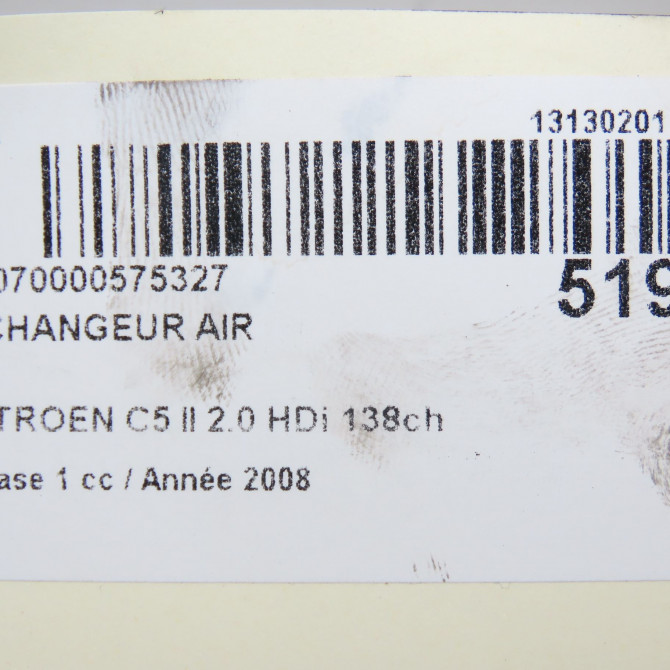 13130201
070000575327
519
CHANGEUR AIR
TROEN C5 II 2.0 HDi 138ch
ase 1 cc / Année 2008